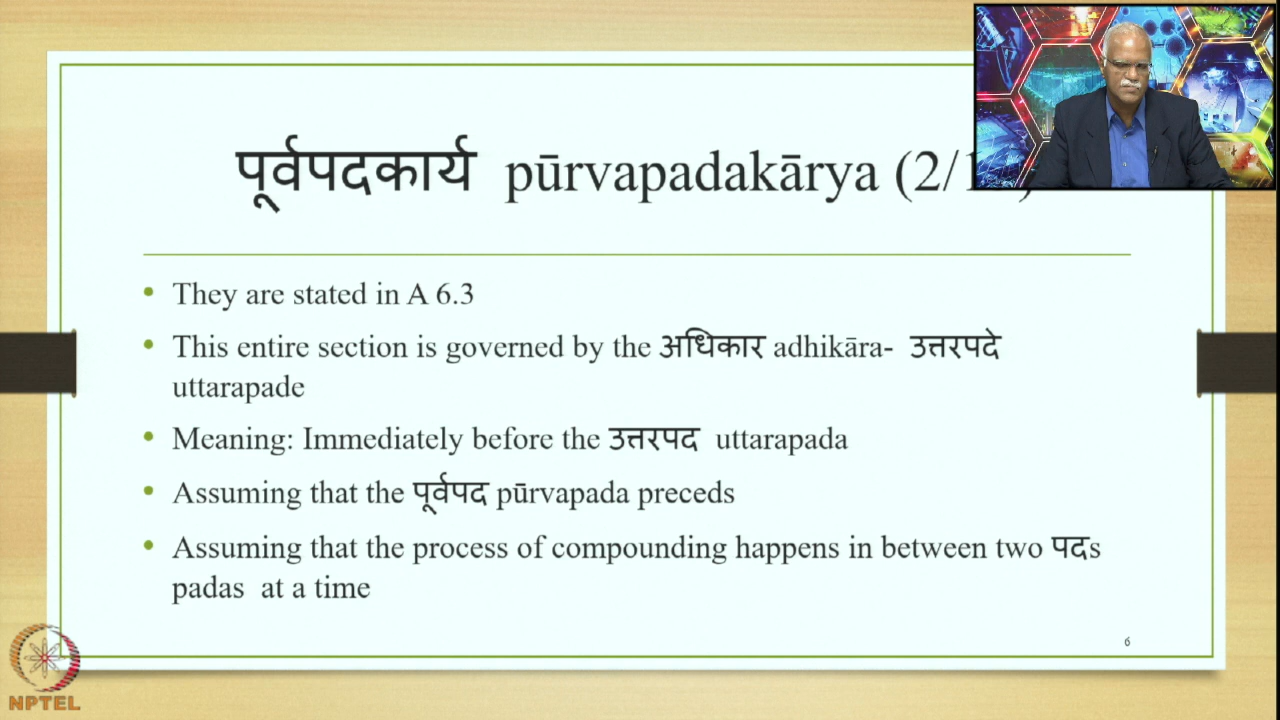 पूर्वपदकार्य pūrvapadakārya (2/
• They are stated in A 6.3
• This entire section is governed by the अधिकार adhikāra- उत्तरपदे
uttarapade
• Meaning: Immediately before the उत्तरपद uttarapada
• Assuming that the पूर्वपद pūrvapada preceds
• Assuming that the process of compounding happens in between two पदs
padas at a time
६
NPTEL